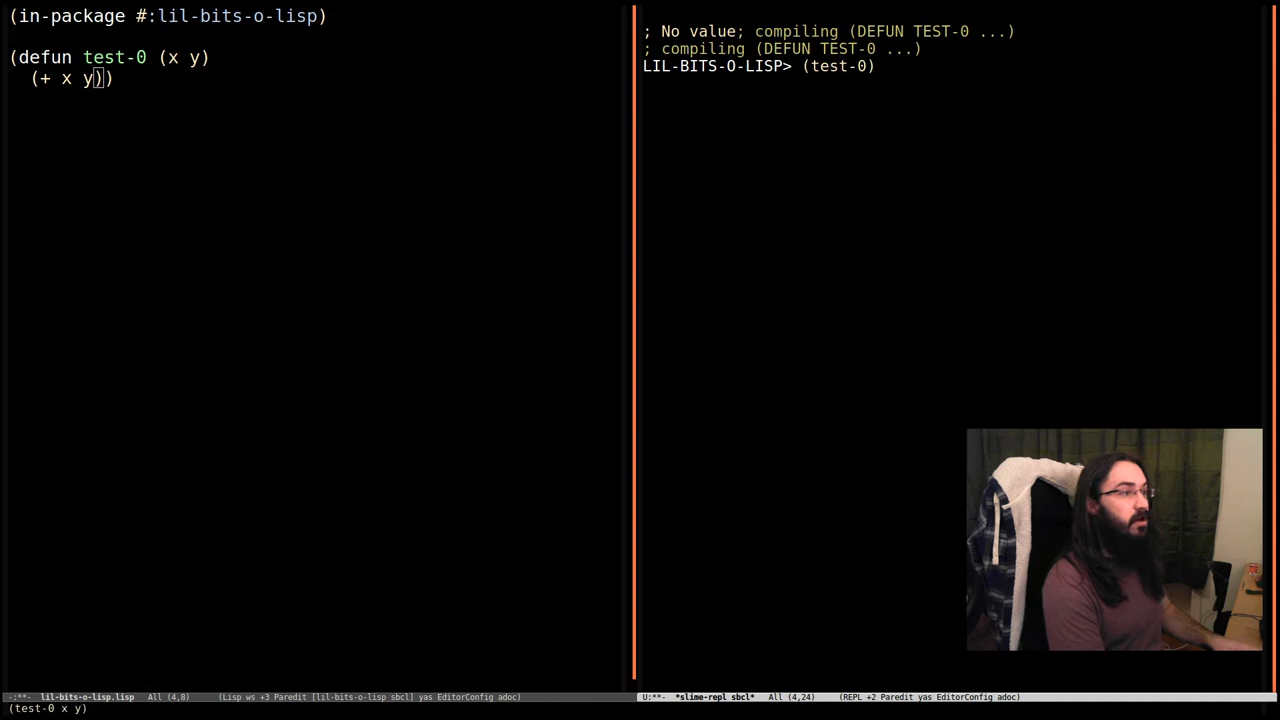 (in-package #:lil-bits-o-lisp)
(defun test-0 (x y)
  (+ x y))
; No value; compiling (DEFUN TEST-0 ...)
; compiling (DEFUN TEST-0 ...)
LIL-BITS-O-LISP> (test-0)
-:**-  lil-bits-o-lisp.lisp   All (4,8)      (Lisp ws +3 Paredit [lil-bits-o-lisp sbcl] yas EditorConfig adoc)
U:**-  *slime-repl sbcl*   All (4,24)     (REPL +2 Paredit yas EditorConfig adoc)
(test-0 x y)